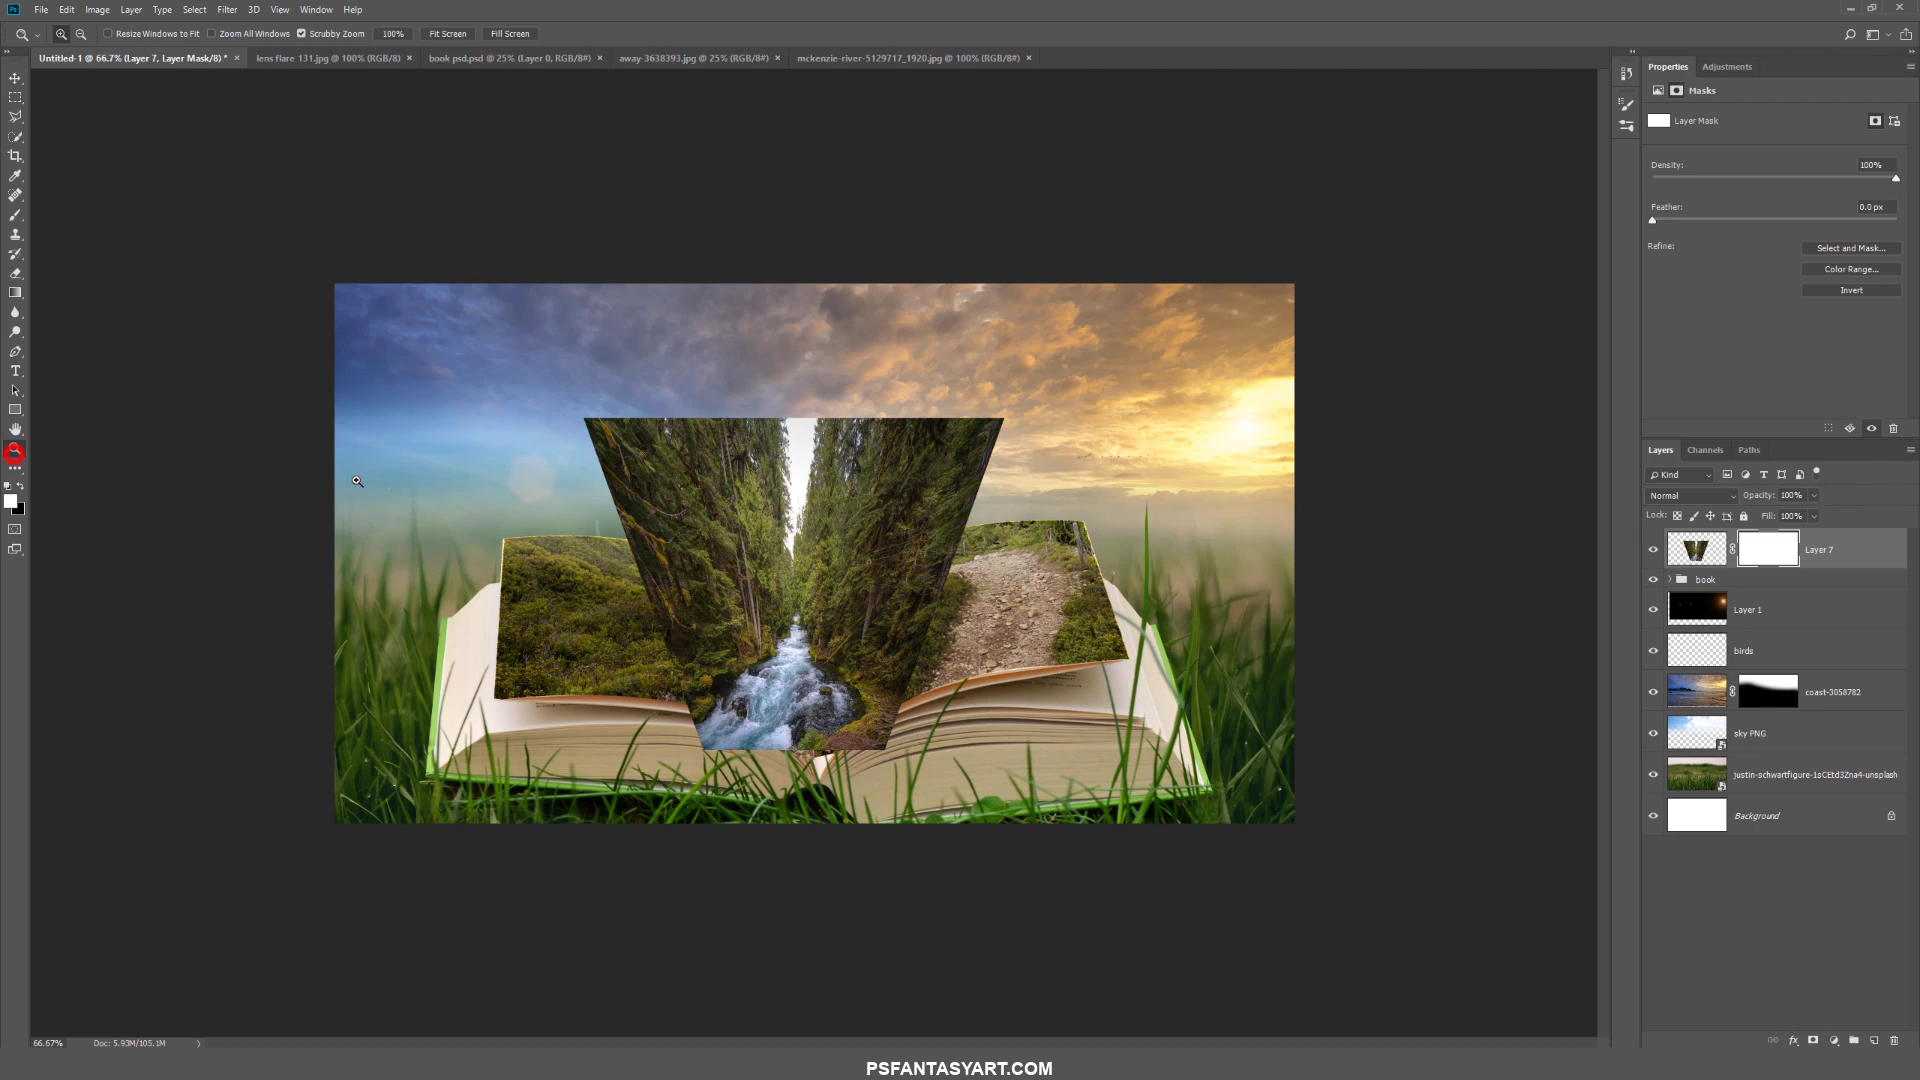 Ps File Edit Image Layer Type Select Filter 3D View Window Help
Resize Windows to Fit Zoom All Windows Scrubby Zoom 100% Fit Screen Fill Screen
Untitled-1 @ 66.7% (Layer 7, Layer Mask/8) * lens flare 131.jpg @ 100% (RGB/8) book psd.psd @ 25% (Layer 0, RGB/8#) away-3638393.jpg @ 25% (RGB/8#) mckenzie-river-5129717_1920.jpg @ 100% (RGB/8#)
Properties Adjustments
Masks
Layer Mask
Density: 100%
Feather: 0.0 px
Refine: Select and Mask...
Color Range...
Invert
Layers Channels Paths
Kind
Normal Opacity: 100%
Lock: Fill: 100%
Layer 7
book
Layer 1
birds
coast-3058782
sky PNG
justin-schwartfigure-1sCEtd3Zna4-unsplash
Background
66.67% Doc: 5.93M/105.1M
PSFANTASYART.COM